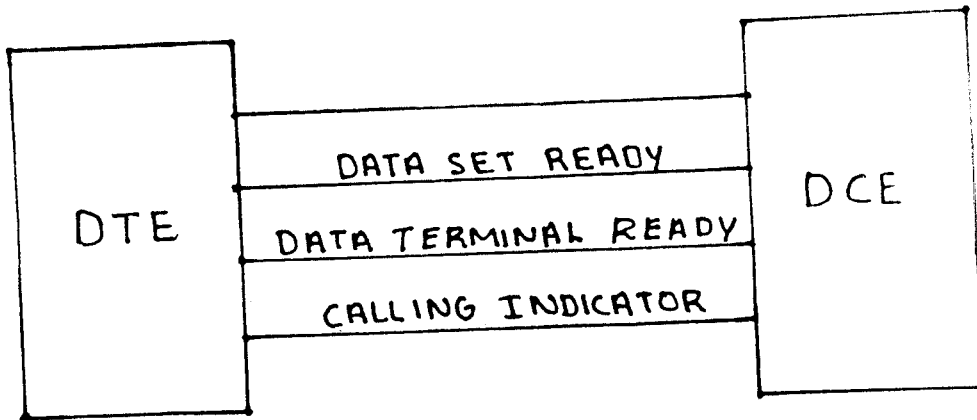 DATA SET READY
DTE
DCE
DATA TERMINAL READY
CALLING INDICATOR